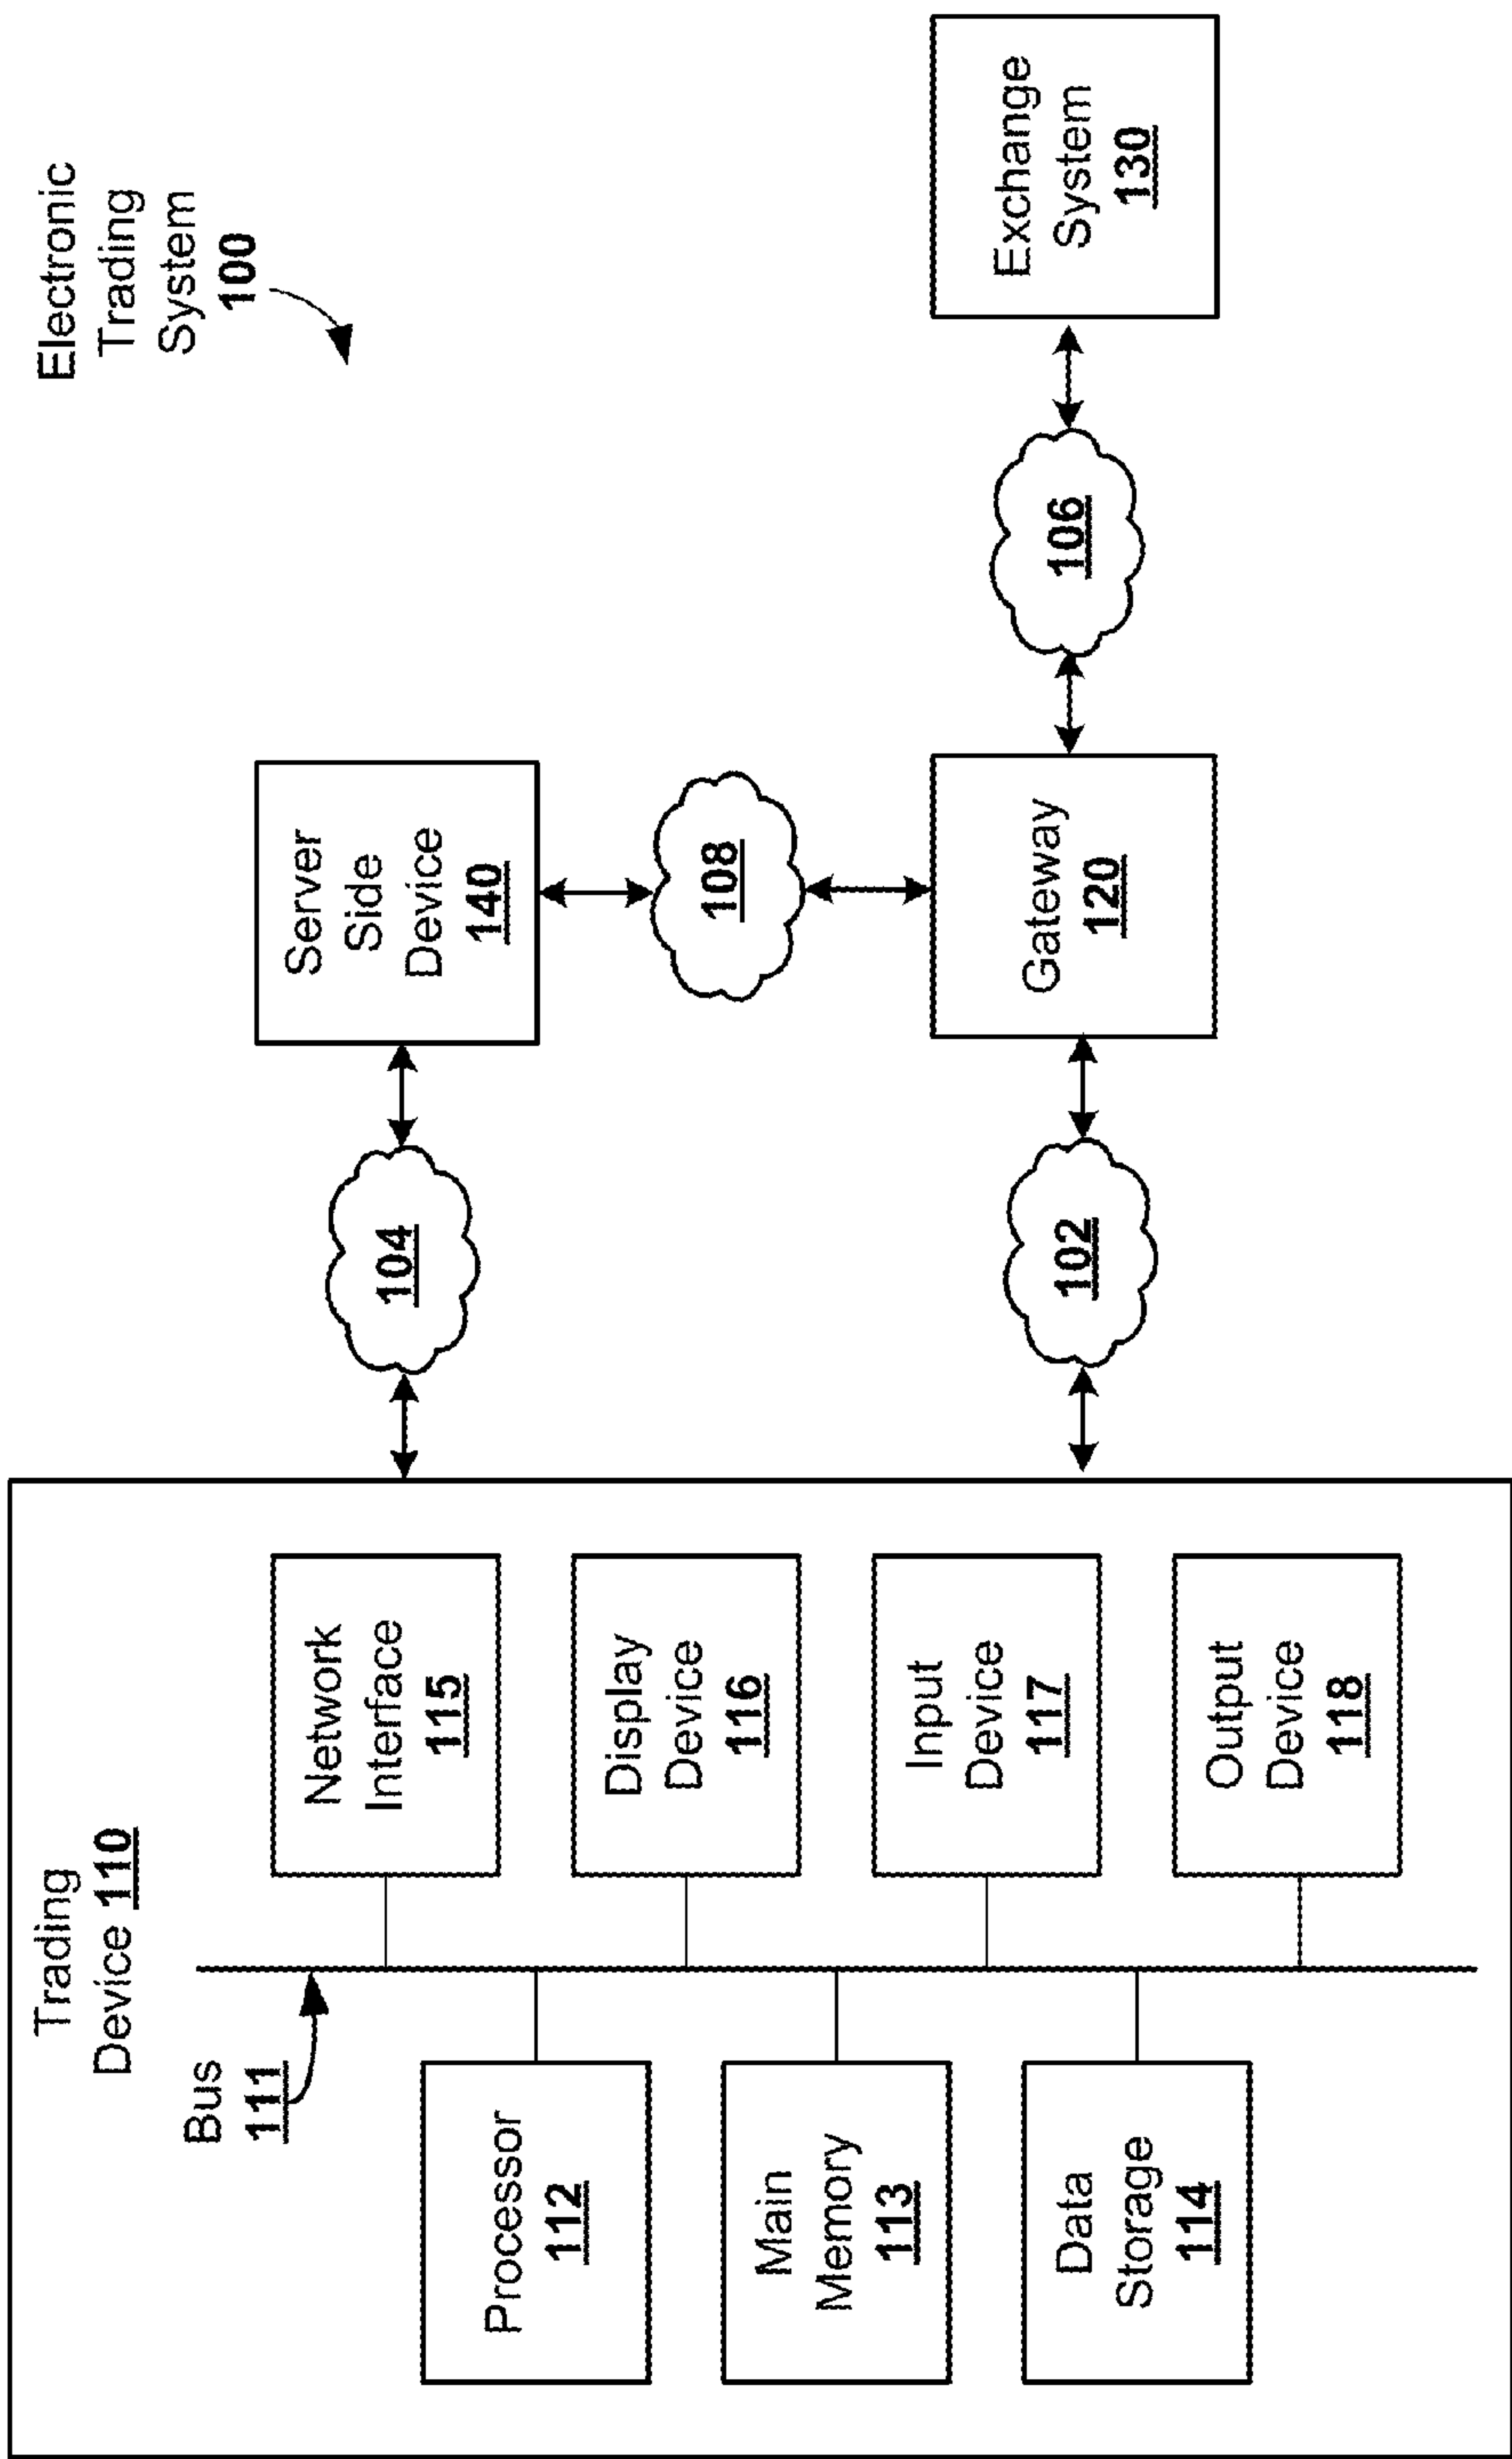 Electronic
Trading
System
100
Trading
Device 110
Bus
111
Processor
112
Main
Memory
113
Data
Storage
114
Network
Interface
115
Display
Device
116
Input
Device
117
Output
Device
118
104
102
Server
Side
Device
140
108
Gateway
120
106
Exchange
System
130